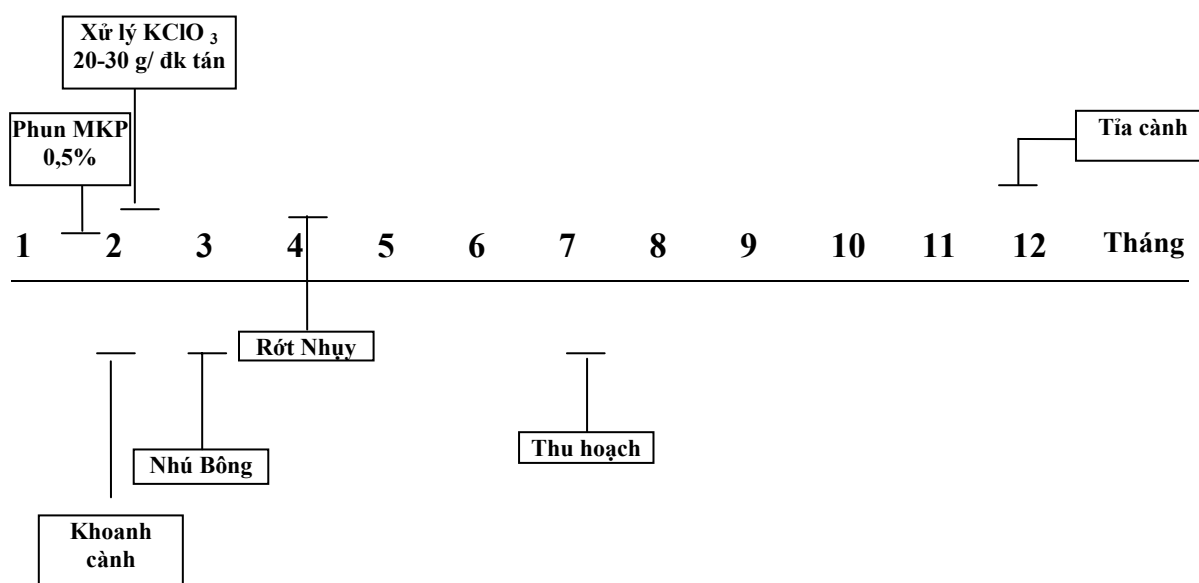 Xử lý KClO 3
20-30 g/ đk tán
Phun MKP
0,5%
Tỉa cành
1 2 3 4 5 6 7 8 9 10 11 12 Tháng
Rớt Nhụy
Nhú Bông
Thu hoạch
Khoanh
cành